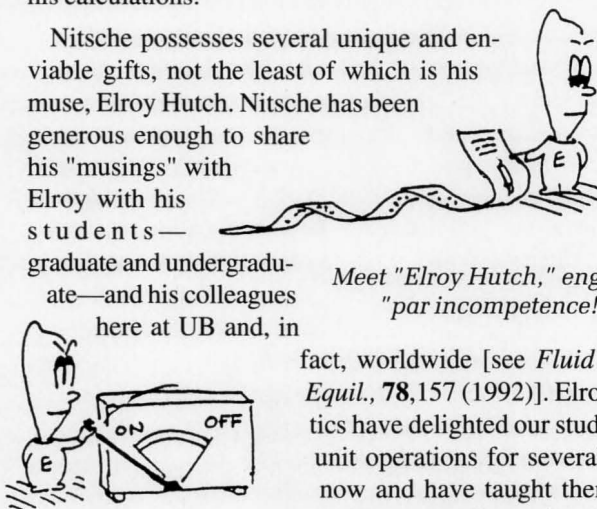 his calculations.
Nitsche possesses several unique and en-
viable gifts, not the least of which is his
muse, Elroy Hutch. Nitsche has been
generous enough to share
his "musings" with
Elroy with his
students—
graduate and undergradu-
ate—and his colleagues
here at UB and, in
E
Meet "Elroy Hutch," eng
"par incompetence!
fact, worldwide [see Fluid
Equil., 78,157 (1992)]. Elro
tics have delighted our stud
unit operations for several
now and have taught the
ON
OFF
E